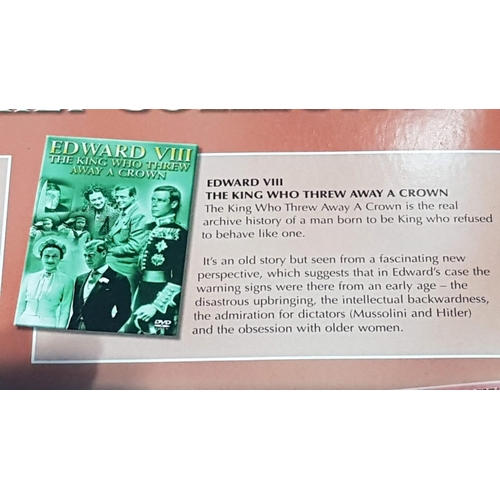 EDWARD VIII
THE KING WHO THREW
AWAY A CROWN
DVD
EDWARD VIII
THE KING WHO THREW AWAY A CROWN
The King Who Threw Away A Crown is the real
archive history of a man born to be King who refused
to behave like one.
It's an old story but seen from a fascinating new
perspective, which suggests that in Edward's case the
warning signs were there from an early age – the
disastrous upbringing, the intellectual backwardness,
the admiration for dictators (Mussolini and Hitler)
and the obsession with older women.